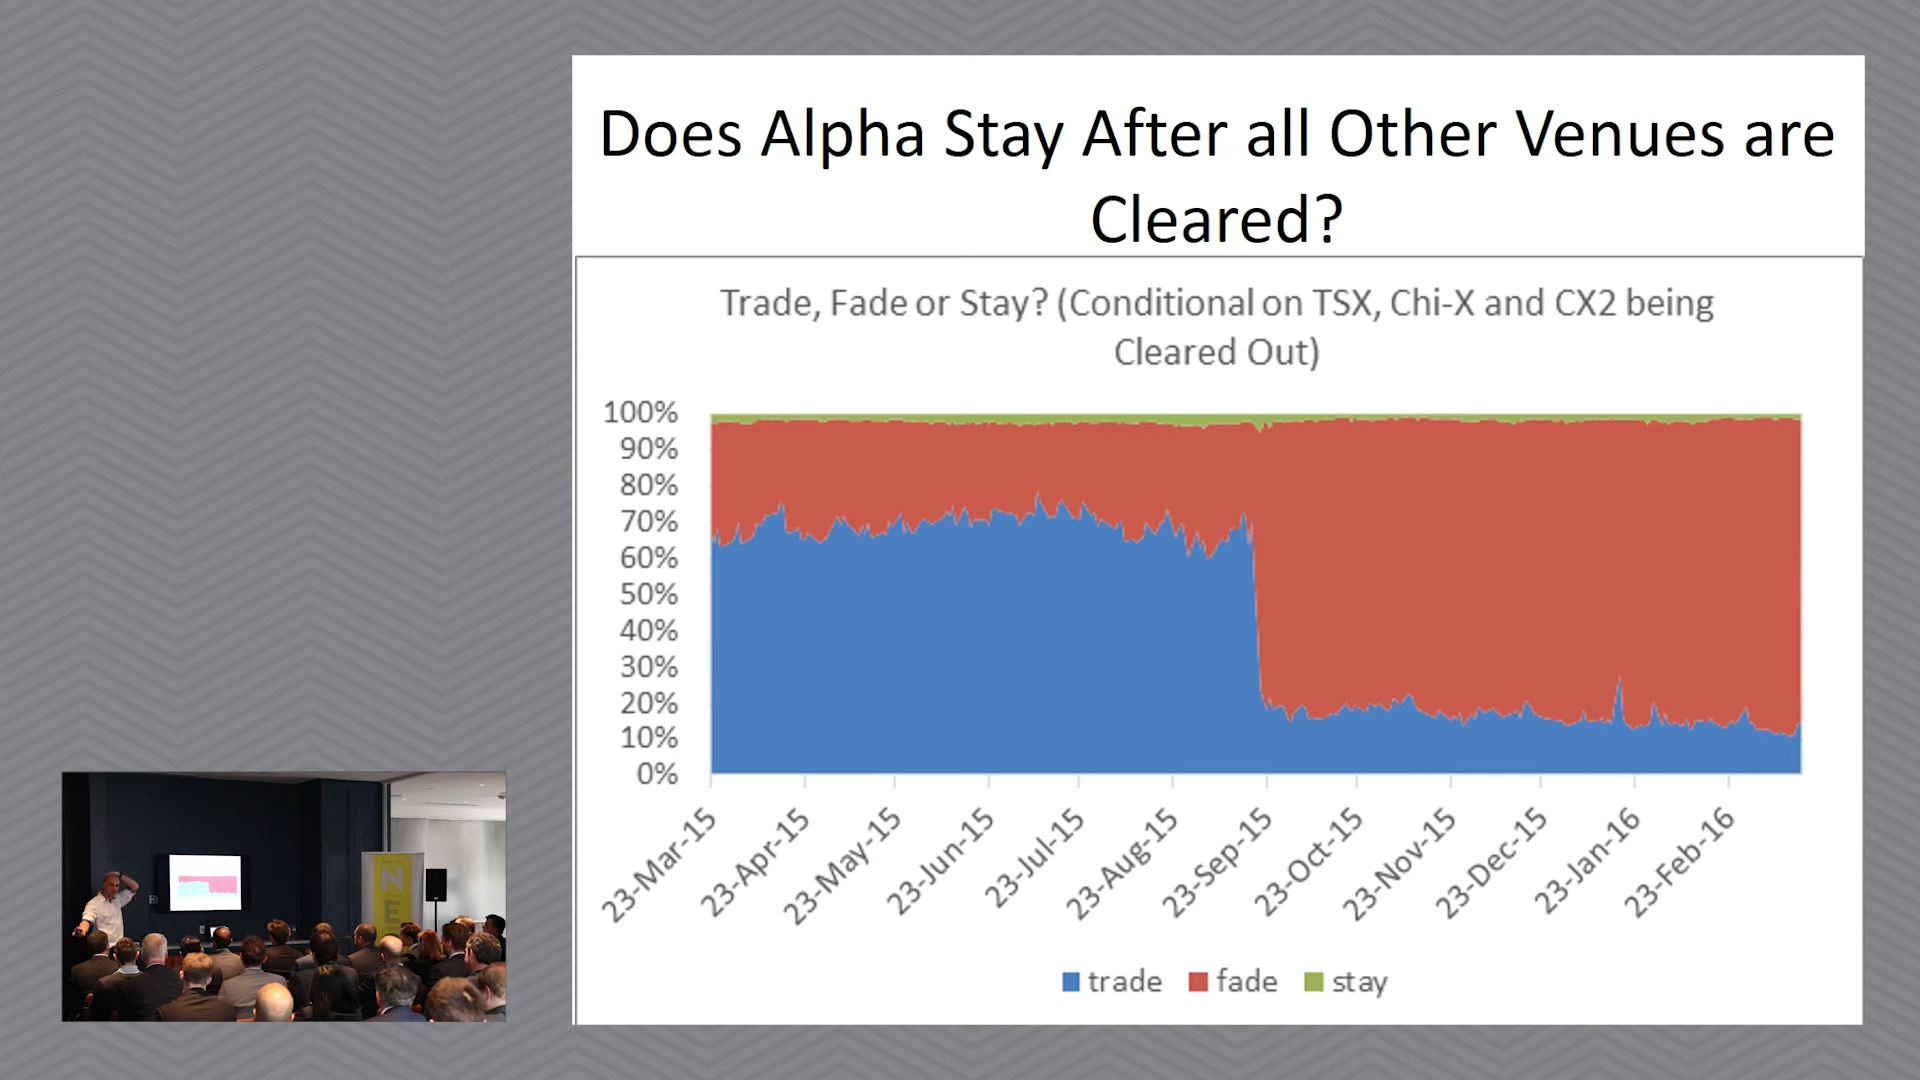 Does Alpha Stay After all Other Venues are
Cleared?
Trade, Fade or Stay? (Conditional on TSX, Chi-X and CX2 being
Cleared Out)
100%
90%
80%
70%
60%
50%
40%
30%
20%
10%
0%
23-Mar-15
23-Apr-15
23-May-15
23-Jun-15
23-Jul-15
23-Aug-15
23-Sep-15
23-Oct-15
23-Nov-15
23-Dec-15
23-Jan-16
23-Feb-16
trade
fade
stay
N
E